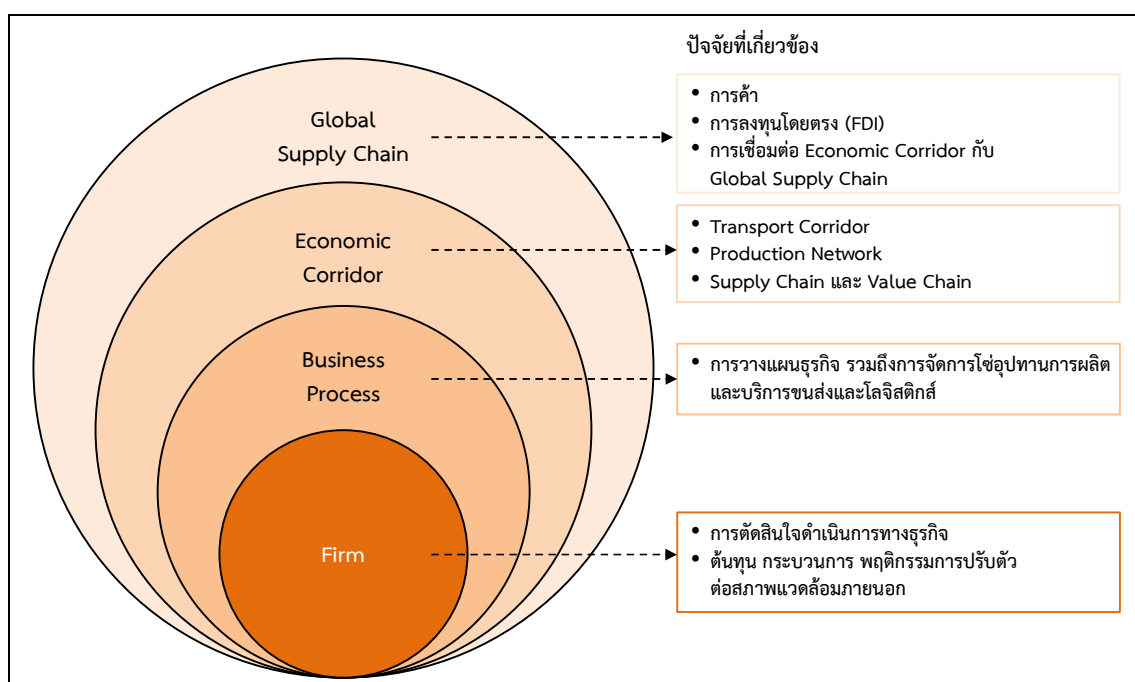 ปัจจัยที่เกี่ยวข้อง
Global
Supply Chain
• การค้า
• การลงทุนโดยตรง (FDI)
• การเชื่อมต่อ Economic Corridor กับ
Global Supply Chain
Economic
Corridor
• Transport Corridor
• Production Network
• Supply Chain และ Value Chain
Business
Process
• การวางแผนธุรกิจ รวมถึงการจัดการโซ่อุปทานการผลิต
และบริการขนส่งและโลจิสติกส์
Firm
• การตัดสินใจดำเนินการทางธุรกิจ
• ต้นทุน กระบวนการ พฤติกรรมการปรับตัว
ต่อสภาพแวดล้อมภายนอก